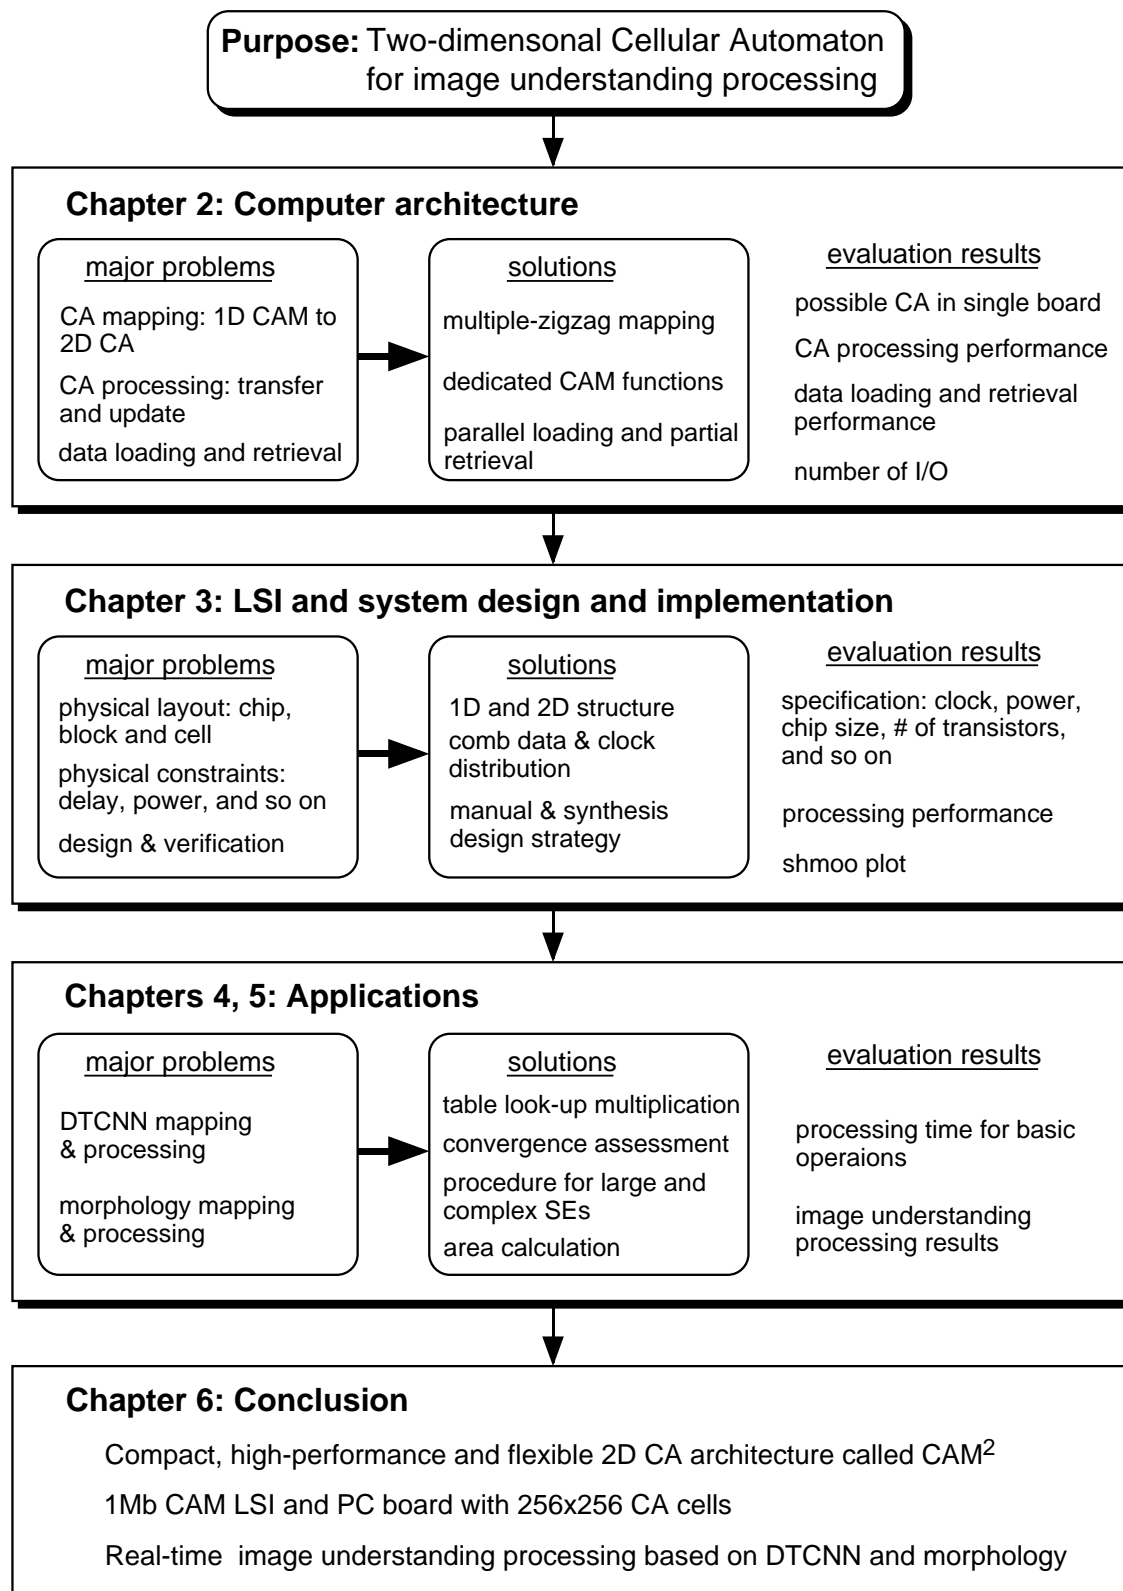 Purpose: Two-dimensonal Cellular Automaton
for image understanding processing
Chapter 2: Computer architecture
major problems
CA mapping: 1D CAM to
2D CA
CA processing: transfer
and update
data loading and retrieval
solutions
multiple-zigzag mapping
dedicated CAM functions
parallel loading and partial
retrieval
evaluation results
possible CA in single board
CA processing performance
data loading and retrieval
performance
number of I/O
Chapter 3: LSI and system design and implementation
major problems
physical layout: chip,
block and cell
physical constraints:
delay, power, and so on
design & verification
solutions
1D and 2D structure
comb data & clock
distribution
manual & synthesis
design strategy
evaluation results
specification: clock, power,
chip size, # of transistors,
and so on
processing performance
shmoo plot
Chapters 4, 5: Applications
major problems
DTCNN mapping
& processing
morphology mapping
& processing
solutions
table look-up multiplication
convergence assessment
procedure for large and
complex SEs
area calculation
evaluation results
processing time for basic
operaions
image understanding
processing results
Chapter 6: Conclusion
Compact, high-performance and flexible 2D CA architecture called CAM²
1Mb CAM LSI and PC board with 256x256 CA cells
Real-time image understanding processing based on DTCNN and morphology